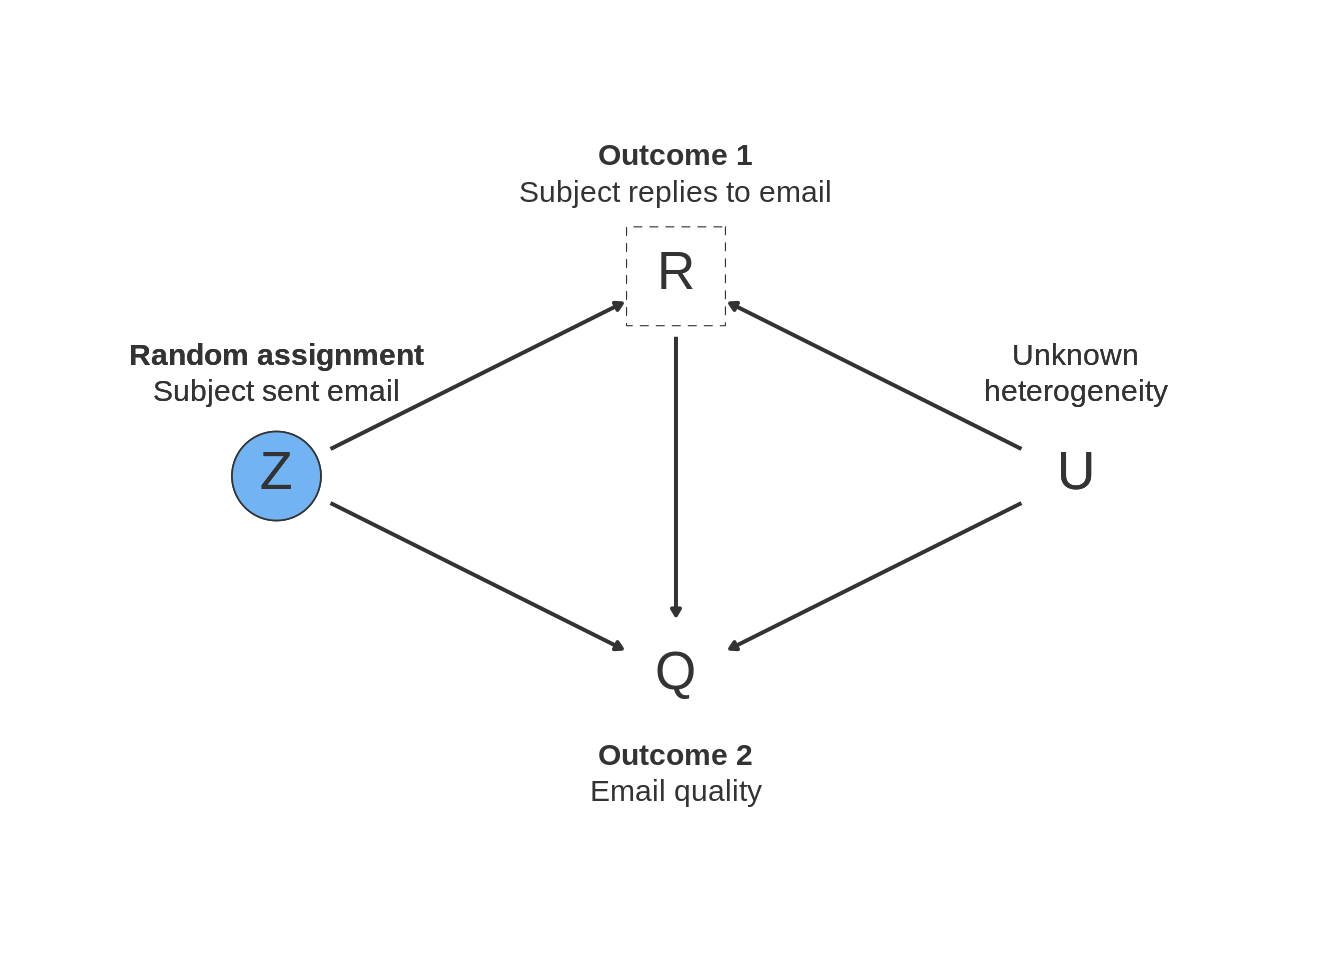 Outcome 1
Subject replies to email
R
Random assignment
Subject sent email
Z
Unknown
heterogeneity
U
Q
Outcome 2
Email quality